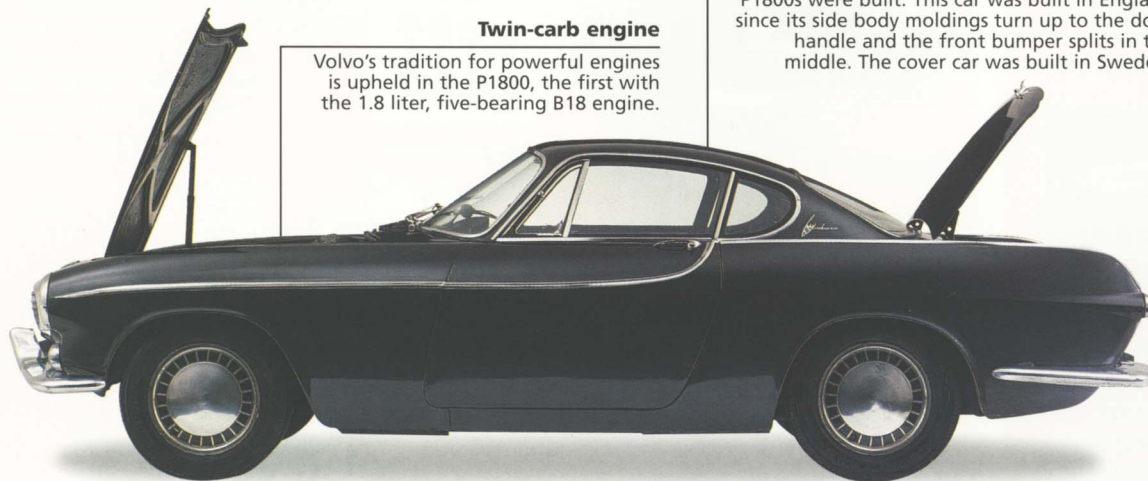 Twin-carb engine
Volvo's tradition for powerful engines
is upheld in the P1800, the first with
the 1.8 liter, five-bearing B18 engine.
P1800s were built. This car was built in
since its side body moldings turn up to the
handle and the front bumper splits in
middle. The cover car was built in